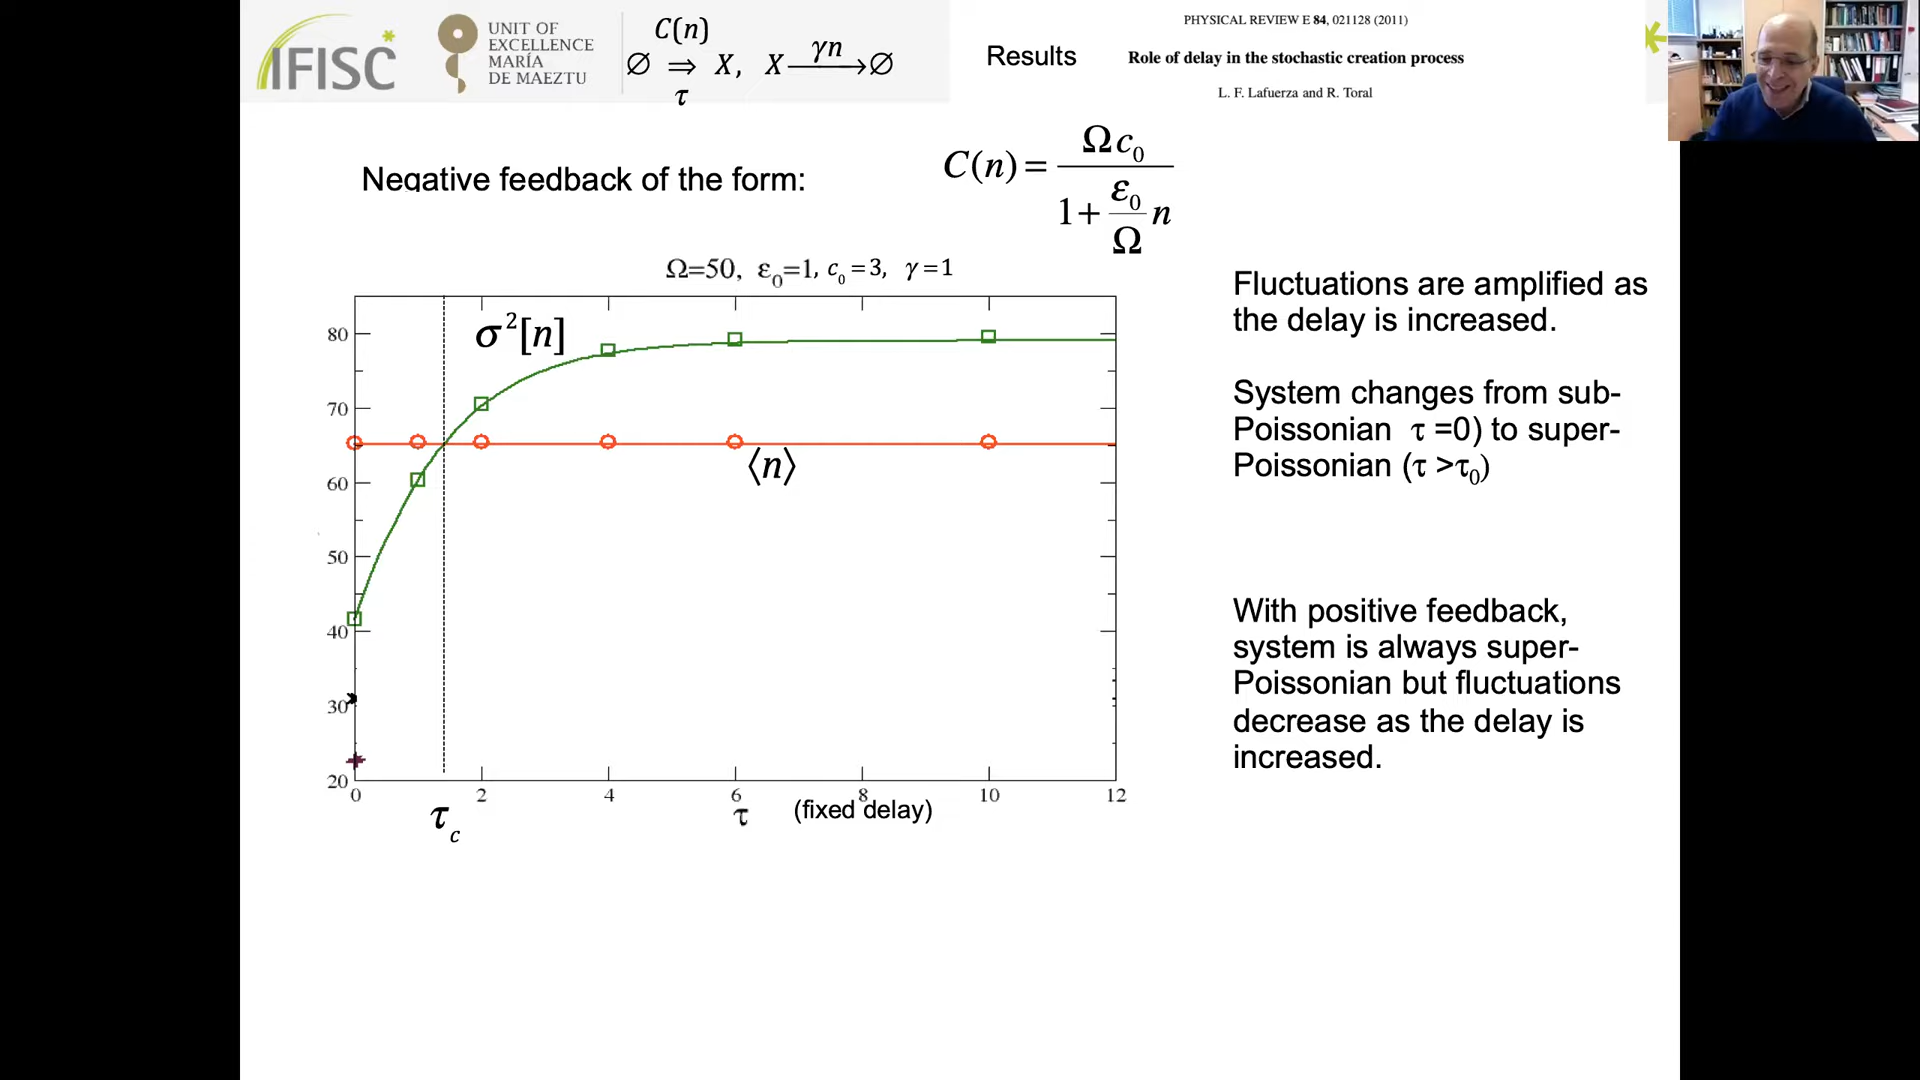 IFISC
UNIT OF
EXCELLENCE
MARÍA
DE MAEZTU
C(n)
∅ ⇒ X, X ⟶ ∅
γn
τ
Results
PHYSICAL REVIEW E 84, 021128 (2011)
Role of delay in the stochastic creation process
L. F. Lafuerza and R. Toral
Negative feedback of the form:
C(n) = Ωc₀ / (1 + (ε₀/Ω) n)
Ω=50, ε₀=1, c₀=3, γ=1
σ²[n]
⟨n⟩
80
70
60
50
40
30
20
0 2 4 6 8 10 12
τc
τ (fixed delay)
Fluctuations are amplified as
the delay is increased.
System changes from sub-
Poissonian τ =0) to super-
Poissonian (τ >τ₀)
With positive feedback,
system is always super-
Poissonian but fluctuations
decrease as the delay is
increased.